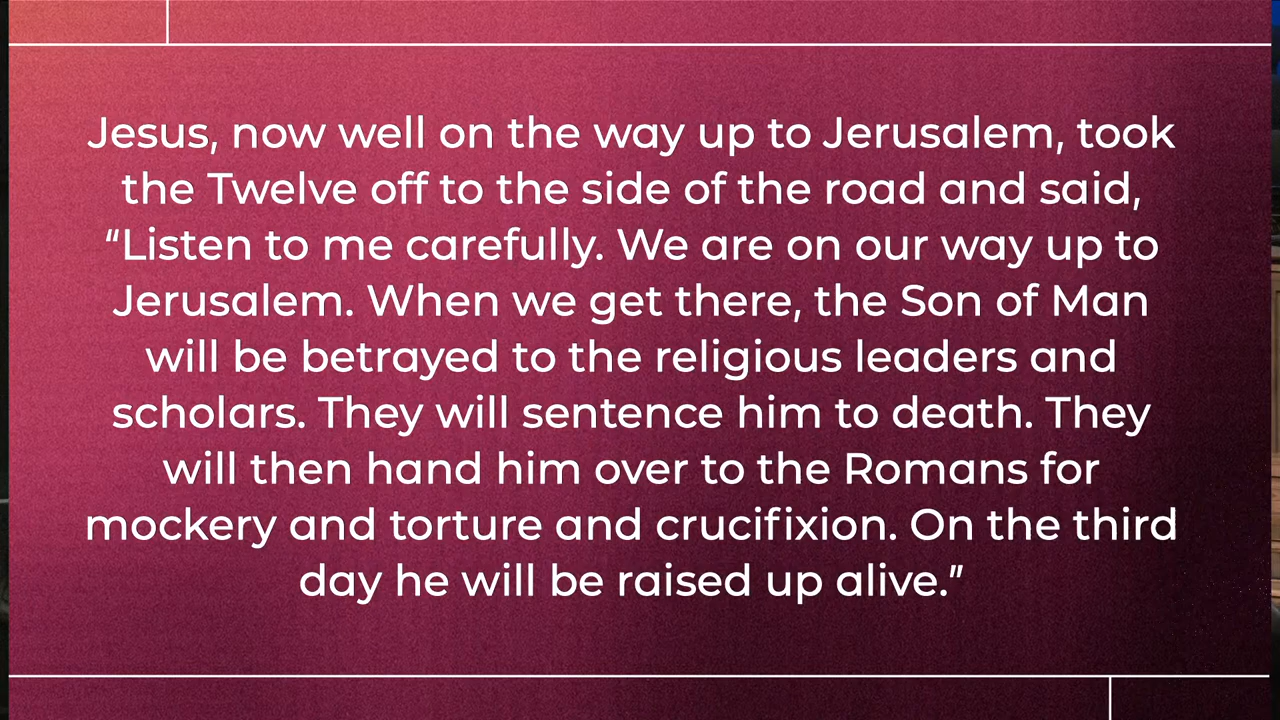 Jesus, now well on the way up to Jerusalem, took
the Twelve off to the side of the road and said,
“Listen to me carefully. We are on our way up to
Jerusalem. When we get there, the Son of Man
will be betrayed to the religious leaders and
scholars. They will sentence him to death. They
will then hand him over to the Romans for
mockery and torture and crucifixion. On the third
day he will be raised up alive.”